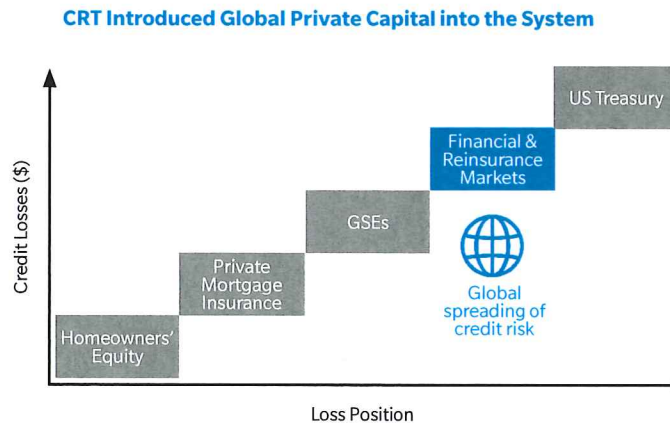 CRT Introduced Global Private Capital into the System
US Treasury
Financial &
Reinsurance
Markets
GSEs
Private
Mortgage
Insurance
Homeowners'
Equity
Global
spreading of
credit risk
Credit Losses ($)
Loss Position